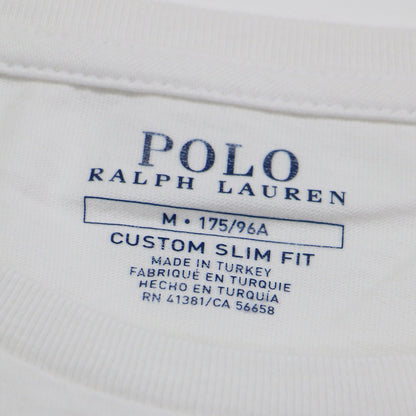 POLO
RALPH LAUREN
M • 175/96A
CUSTOM SLIM FIT
MADE IN TURKEY
FABRIQUÉ EN TURQUIE
HECHO EN TURQUÍA
RN 41381/CA 56658